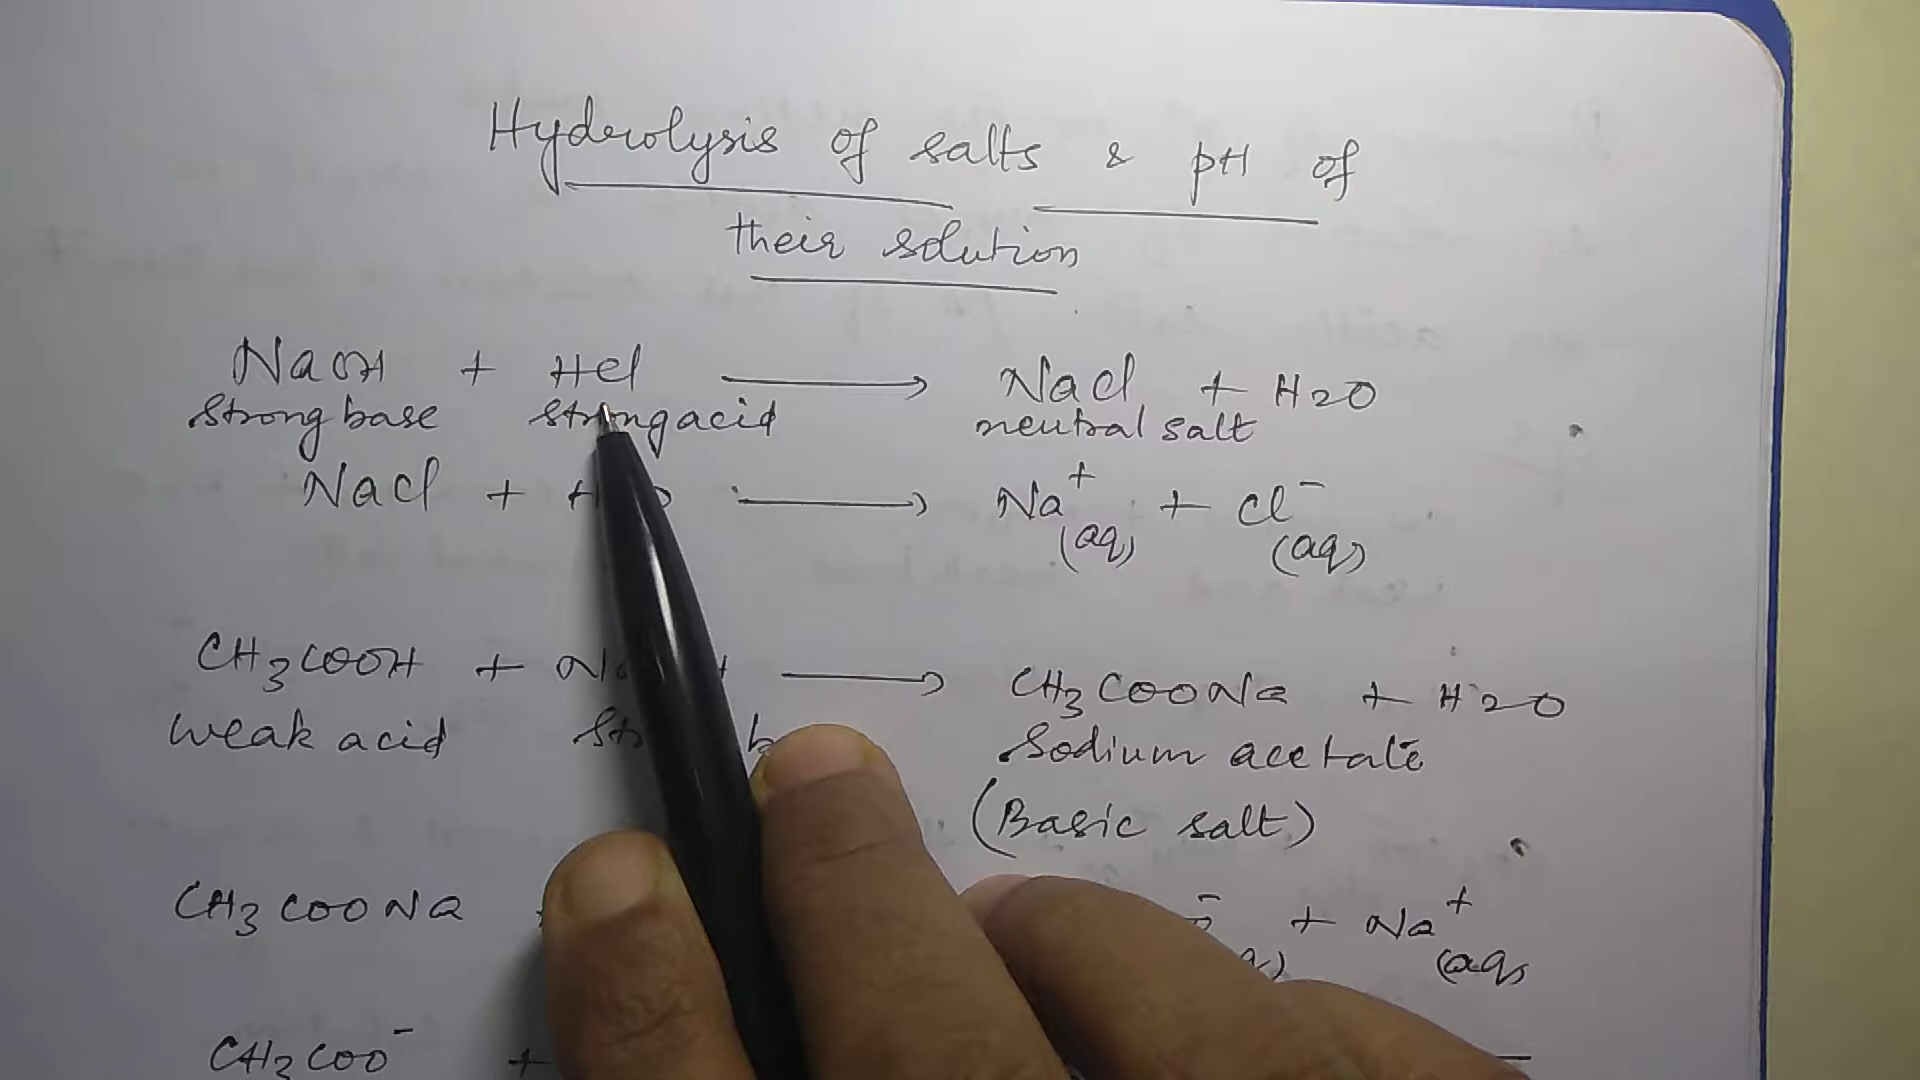 Hydrolysis of salts & pH of
their solution
NaOH + HCl ⟶ NaCl + H2O
strong base strong acid neutral salt
NaCl + ⟶ Na+ (aq) + Cl- (aq)
CH3COOH + ⟶ CH3COONa + H2O
weak acid sodium acetate
(Basic salt)
CH3COONa + Na+ (aq)
CH3COO- +